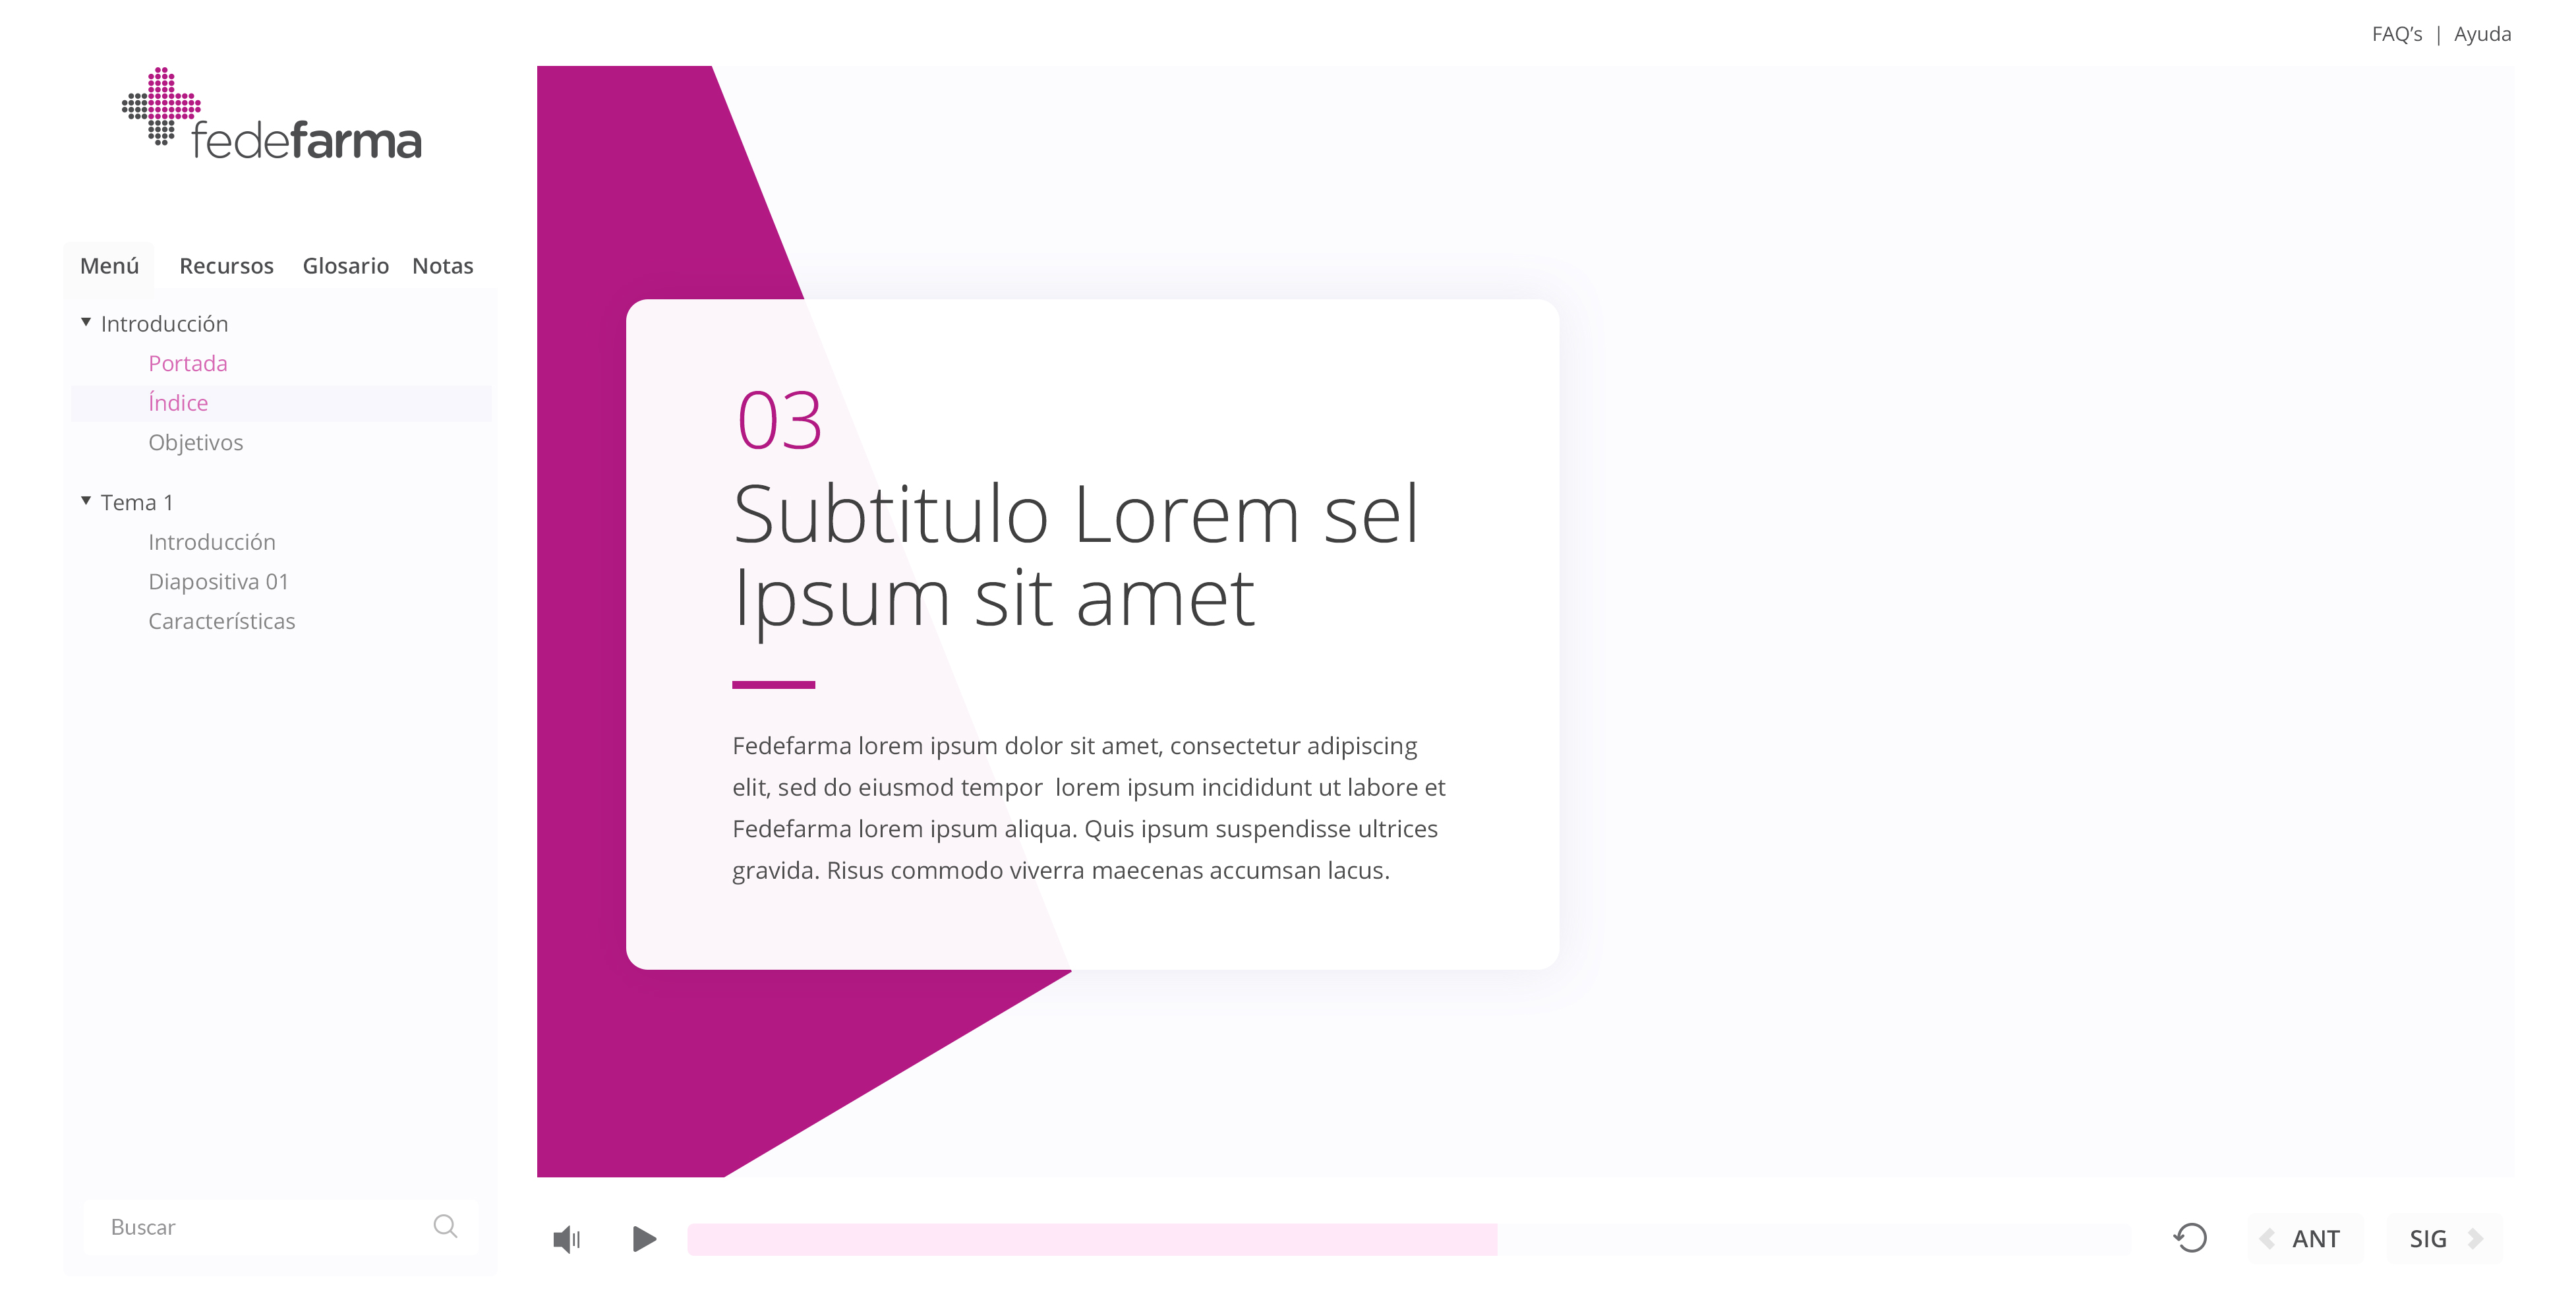 FAQ’s | Ayuda
fedefarma
Menú Recursos Glosario Notas
Introducción
Portada
Índice
Objetivos
Tema 1
Introducción
Diapositiva 01
Características
Buscar
03
Subtitulo Lorem sel
Ipsum sit amet
Fedefarma lorem ipsum dolor sit amet, consectetur adipiscing
elit, sed do eiusmod tempor  lorem ipsum incididunt ut labore et
Fedefarma lorem ipsum aliqua. Quis ipsum suspendisse ultrices
gravida. Risus commodo viverra maecenas accumsan lacus.
ANT SIG